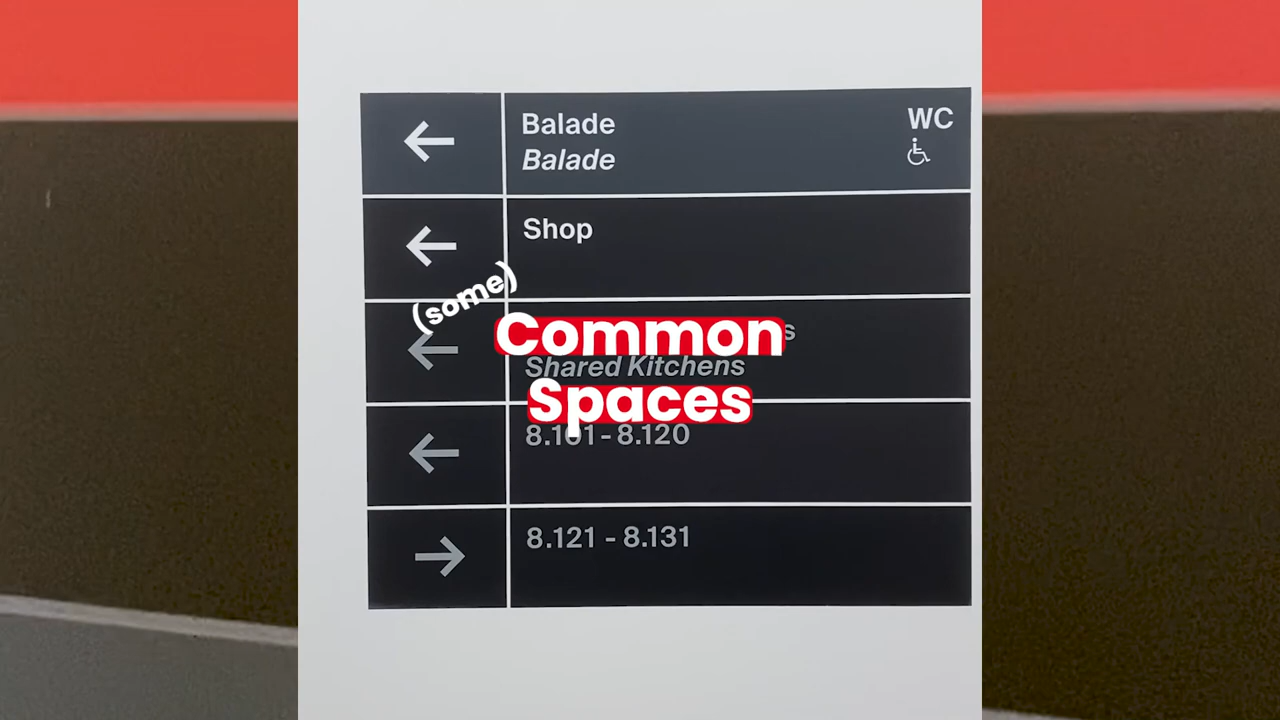 Balade
WC
Balade
Shop
(some)
Common
Shared Kitchens
Spaces
8.101 - 8.120
8.121 - 8.131